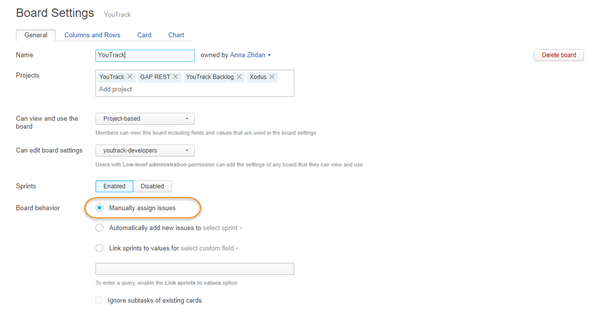 Board Settings YouTrack
General Columns and Rows Card Chart
Name YouTrack owned by Anna Zhdan Delete board
Projects YouTrack GAP REST YouTrack Backlog Xodus
Add project
Can view and use the
board Project-based
Members can view this board including fields and values that are used in the board settings
Can edit board settings youtrack-developers
Users with Low-level administration permission can edit the settings of any board that they can view and use
Sprints Enabled Disabled
Board behavior Manually assign issues
Automatically add new issues to select sprint
Link sprints to values for select custom field
To enter a query, enable the Link sprints to values option
Ignore subtasks of existing cards